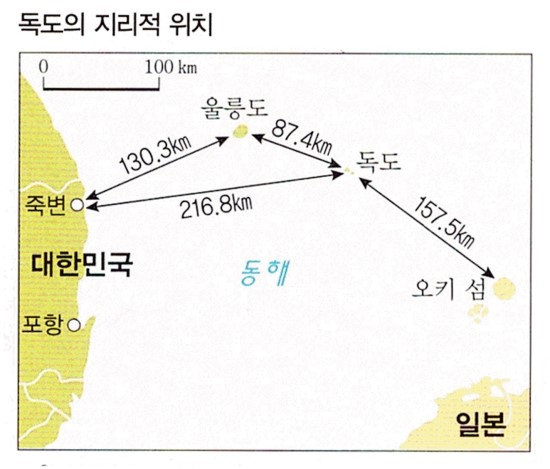 독도의 지리적 위치
0 100 km
울릉도
87.4km
130.3km
독도
216.8km
죽변
157.5km
대한민국
동해
오키 섬
포항
일본